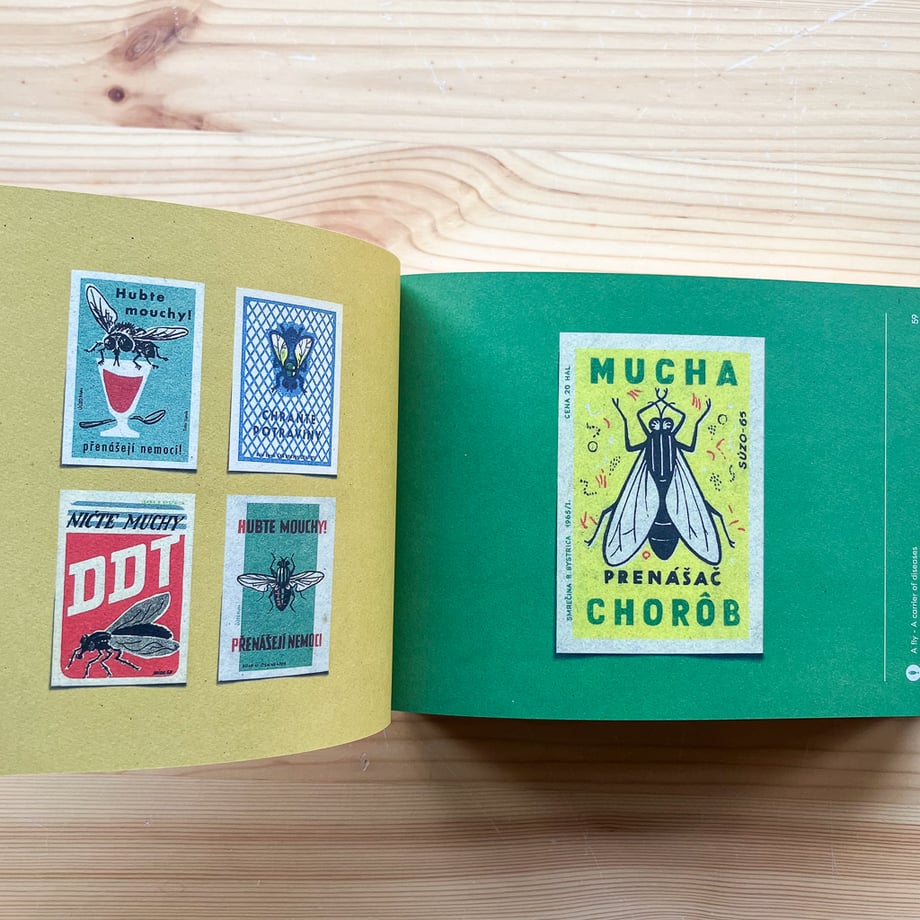 Hubte
mouchy!
přenášejí nemoci!
CHRAŇTE
POTRAVINY
NIČTE MUCHY
DDT
HUBTE MOUCHY!
PŘENÁŠEJÍ NEMOCI
CENA 20 HAL.
SMREČINA B. BYSTRICA 1965/1.
MUCHA
SÚZO-65
PRENÁŠAČ
CHORÔB
59
A fly • A carrier of diseases